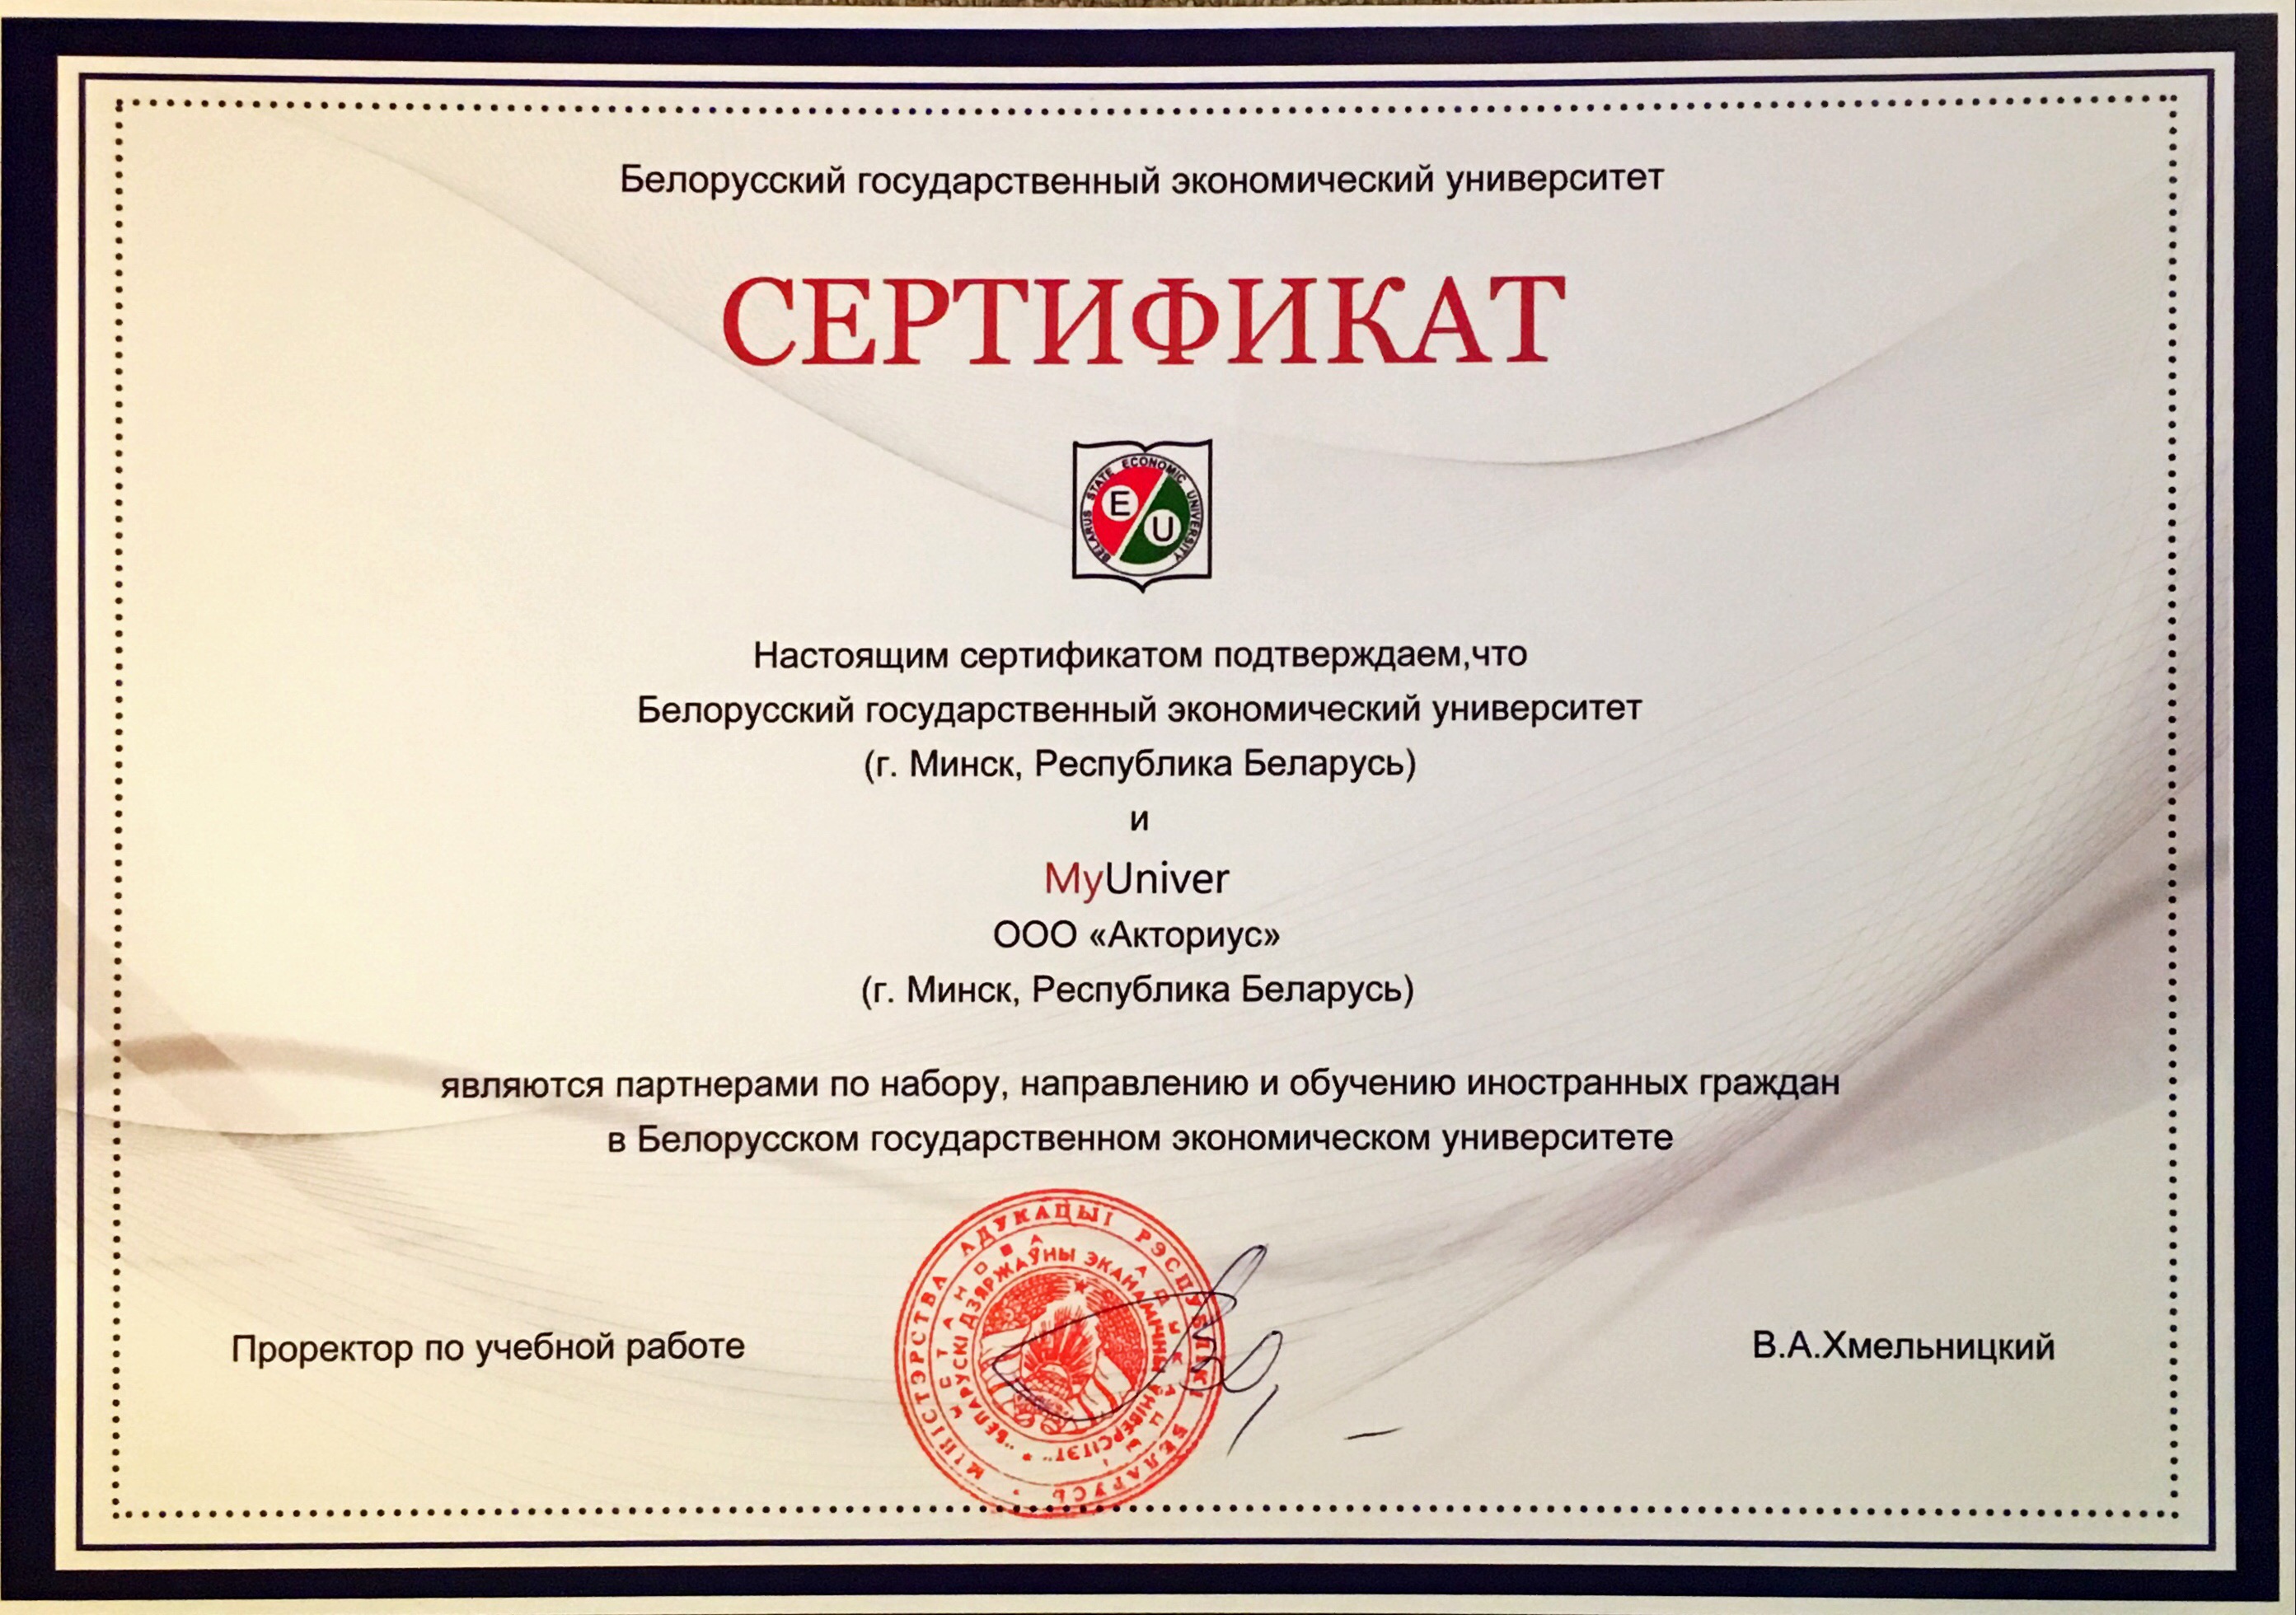 Белорусский государственный экономический университет
СЕРТИФИКАТ
BELARUS STATE ECONOMIC UNIVERSITY
E
U
Настоящим сертификатом подтверждаем,что
Белорусский государственный экономический университет
(г. Минск, Республика Беларусь)
и
MyUniver
ООО «Акториус»
(г. Минск, Республика Беларусь)
являются партнерами по набору, направлению и обучению иностранных граждан
в Белорусском государственном экономическом университете
МІНІСТЭРСТВА АДУКАЦЫІ РЭСПУБЛІКІ БЕЛАРУСЬ
УСТАНОВА АДУКАЦЫІ
"БЕЛАРУСКІ ДЗЯРЖАЎНЫ ЭКАНАМІЧНЫ УНІВЕРСІТЭТ"
Проректор по учебной работе
В.А.Хмельницкий